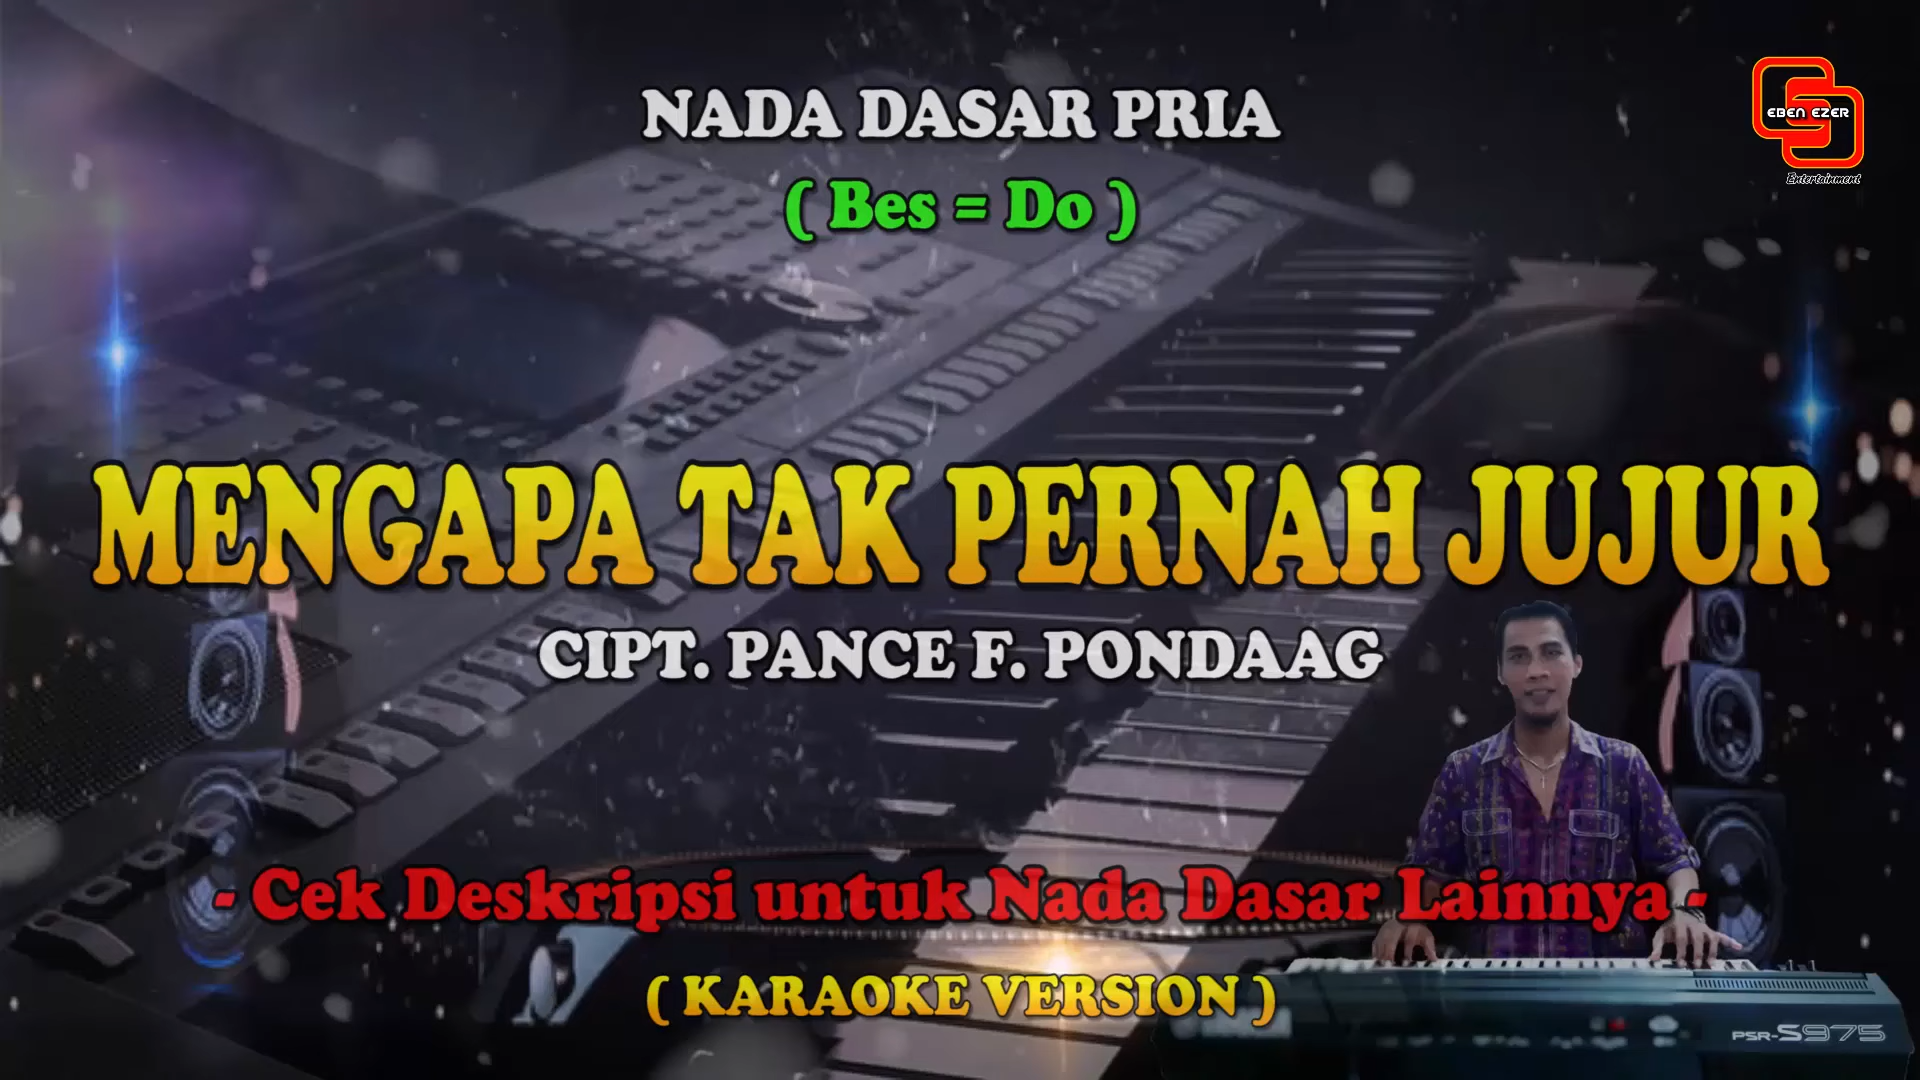 NADA DASAR PRIA
( Bes = Do )
EBEN EZER
Entertainment
MENGAPA TAK PERNAH JUJUR
CIPT. PANCE F. PONDAAG
- Cek Deskripsi untuk Nada Dasar Lainnya -
( KARAOKE VERSION )
PSR-S975